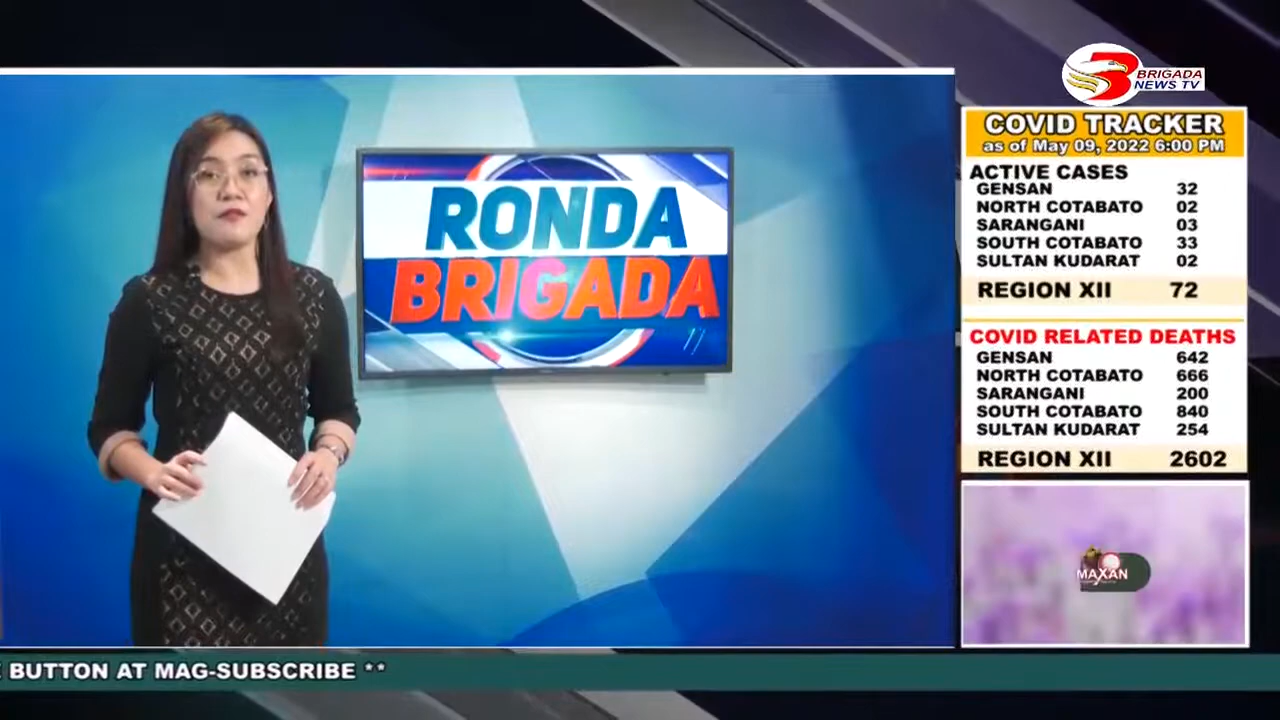 BRIGADA
NEWS TV
RONDA
BRIGADA
COVID TRACKER
as of May 09, 2022 6:00 PM
ACTIVE CASES
GENSAN 32
NORTH COTABATO 02
SARANGANI 03
SOUTH COTABATO 33
SULTAN KUDARAT 02
REGION XII 72
COVID RELATED DEATHS
GENSAN 642
NORTH COTABATO 666
SARANGANI 200
SOUTH COTABATO 840
SULTAN KUDARAT 254
REGION XII 2602
MAXAN
BUTTON AT MAG-SUBSCRIBE **